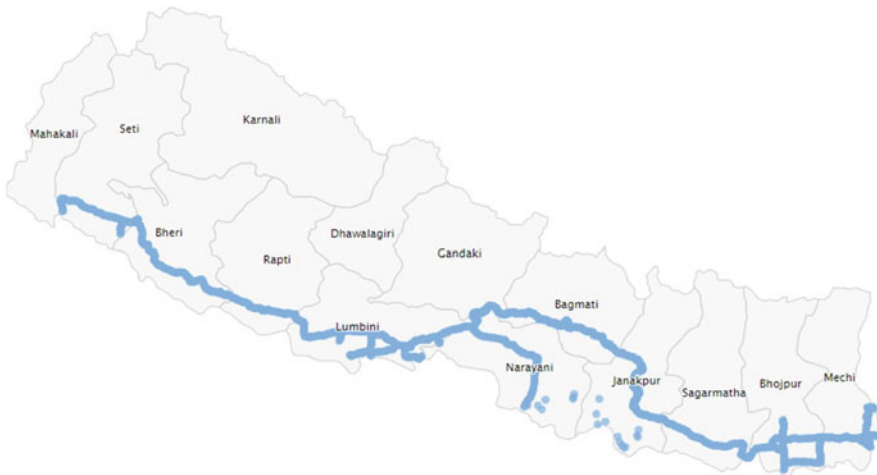 Karnali
Seti
Mahakali
Bheri
Dhawalagiri
Gandaki
Rapti
Bagmati
Lumbini
Narayani
Janakpur
Sagarmatha
Bhojpur
Mechi